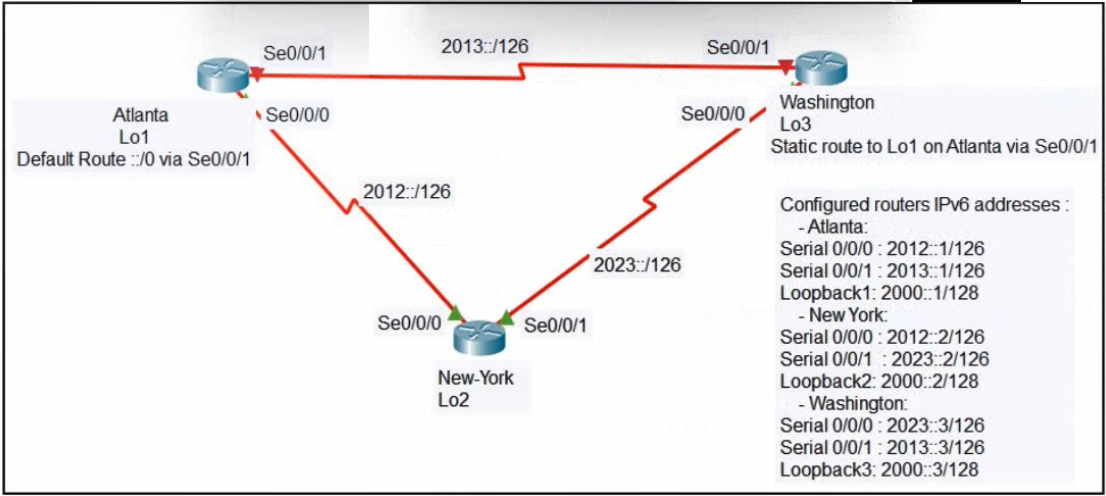 Se0/0/1
2013::/126
Se0/0/1
Atlanta
Lo1
Default Route ::/0 via Se0/0/1
Se0/0/0
Se0/0/0
Washington
Lo3
Static route to Lo1 on Atlanta via Se0/0/1
2012::/126
2023::/126
Se0/0/0
Se0/0/1
New-York
Lo2
Configured routers IPv6 addresses :
- Atlanta:
Serial 0/0/0 : 2012::1/126
Serial 0/0/1 : 2013::1/126
Loopback1: 2000::1/128
- New York:
Serial 0/0/0 : 2012::2/126
Serial 0/0/1 : 2023::2/126
Loopback2: 2000::2/128
- Washington:
Serial 0/0/0 : 2023::3/126
Serial 0/0/1 : 2013::3/126
Loopback3: 2000::3/128